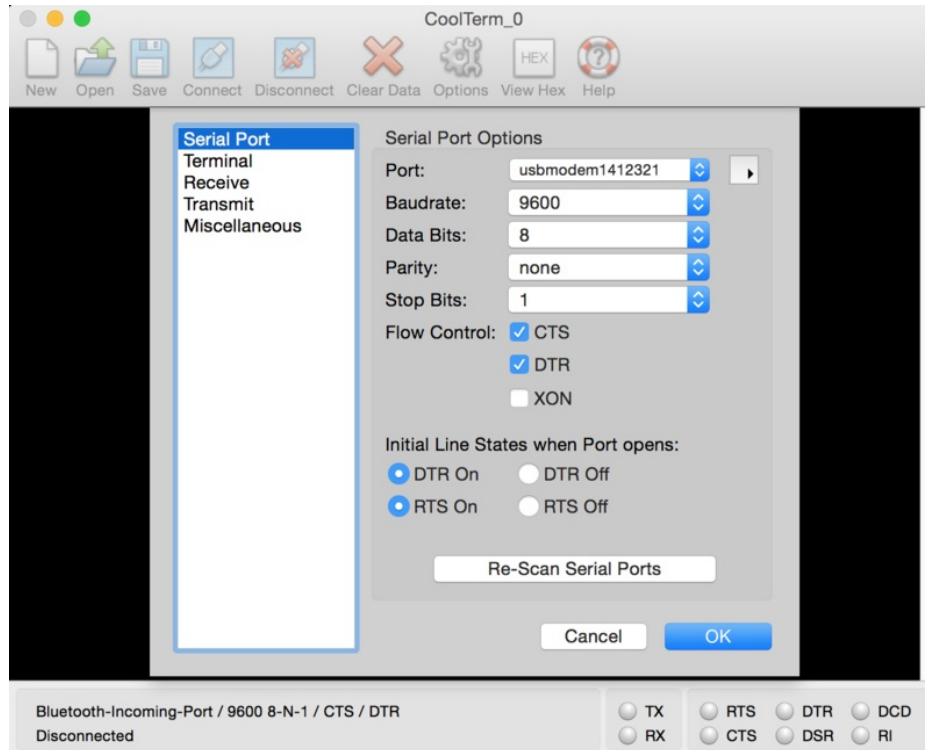 CoolTerm_0
New Open Save Connect Disconnect Clear Data Options View Hex Help
HEX
Serial Port
Terminal
Receive
Transmit
Miscellaneous
Serial Port Options
Port: usbmodem1412321
Baudrate: 9600
Data Bits: 8
Parity: none
Stop Bits: 1
Flow Control: CTS
DTR
XON
Initial Line States when Port opens:
DTR On DTR Off
RTS On RTS Off
Re-Scan Serial Ports
Cancel OK
Bluetooth-Incoming-Port / 9600 8-N-1 / CTS / DTR
Disconnected
TX RTS DTR DCD
RX CTS DSR RI